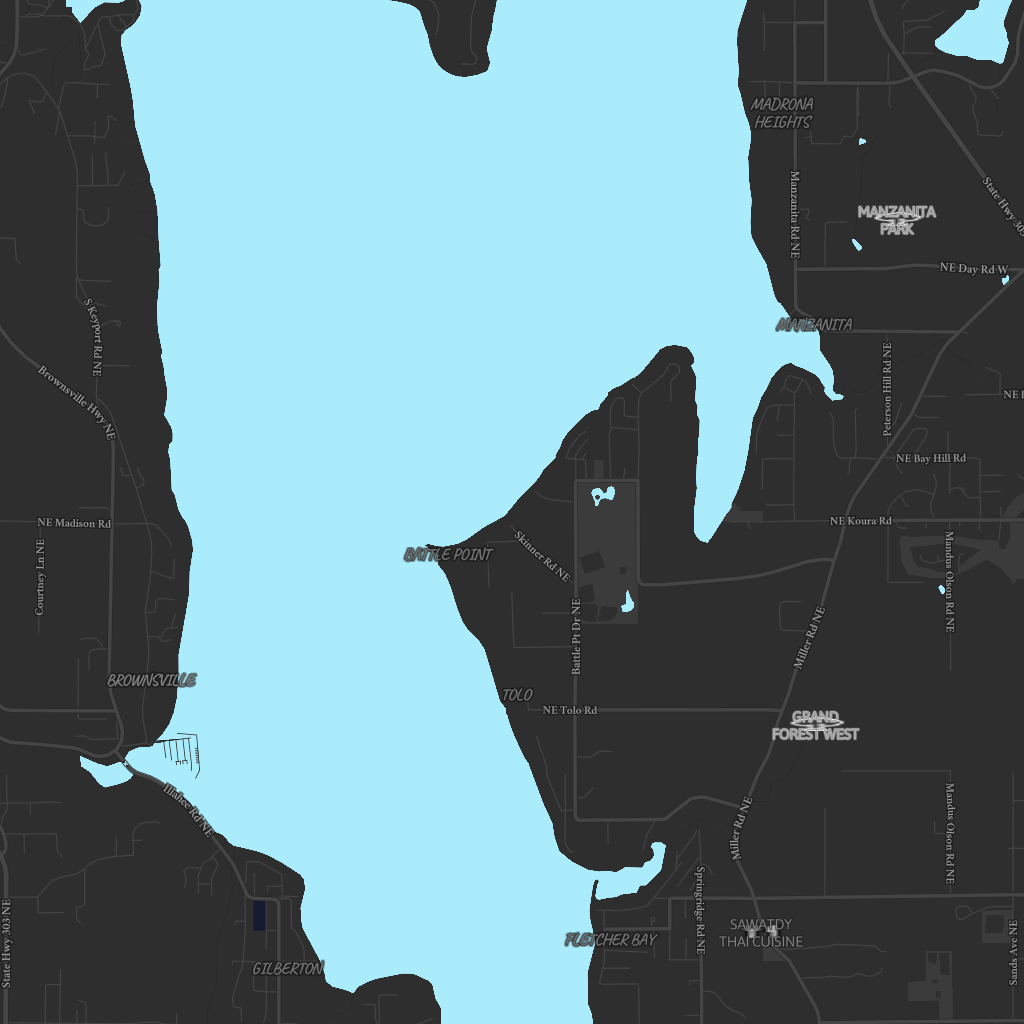 MADRONA
HEIGHTS
Manzanita Rd NE
State Hwy 305
MANZANITA
PARK
NE Day Rd W
S Keyport Rd NE
MANZANITA
Brownsville Hwy NE
Peterson Hill Rd NE
NE Bay Hill Rd
NE Madison Rd
NE Koura Rd
BATTLE POINT
Skinner Rd NE
Courtney Ln NE
Mandus Olson Rd NE
Battle Pt Dr NE
Miller Rd NE
BROWNSVILLE
TOLO
NE Tolo Rd
GRAND
FOREST WEST
Illahee Rd NE
Miller Rd NE
Mandus Olson Rd NE
Springridge Rd NE
State Hwy 303 NE
SAWATDY
THAI CUISINE
FLETCHER BAY
Sands Ave NE
GILBERTON